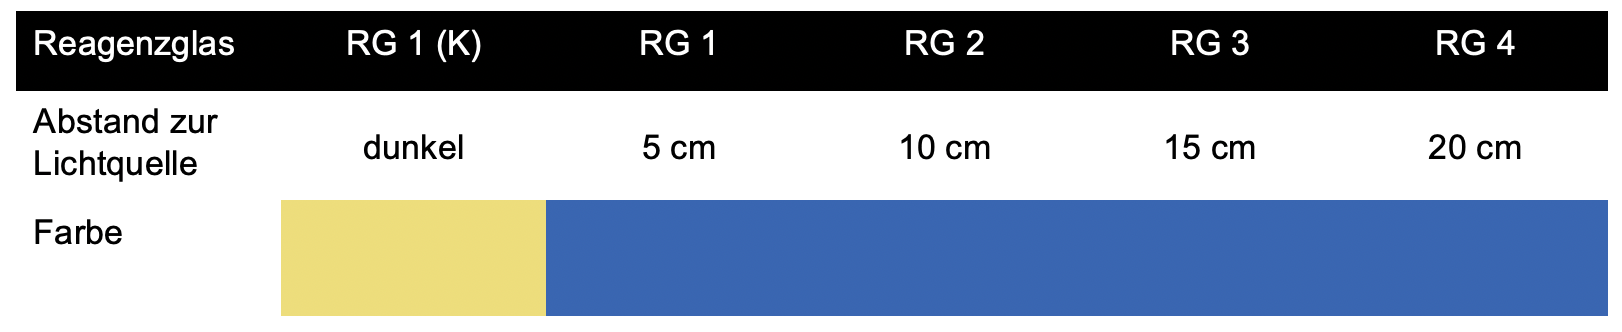 Reagenzglas RG 1 (K) RG 1 RG 2 RG 3 RG 4
Abstand zur
Lichtquelle dunkel 5 cm 10 cm 15 cm 20 cm
Farbe